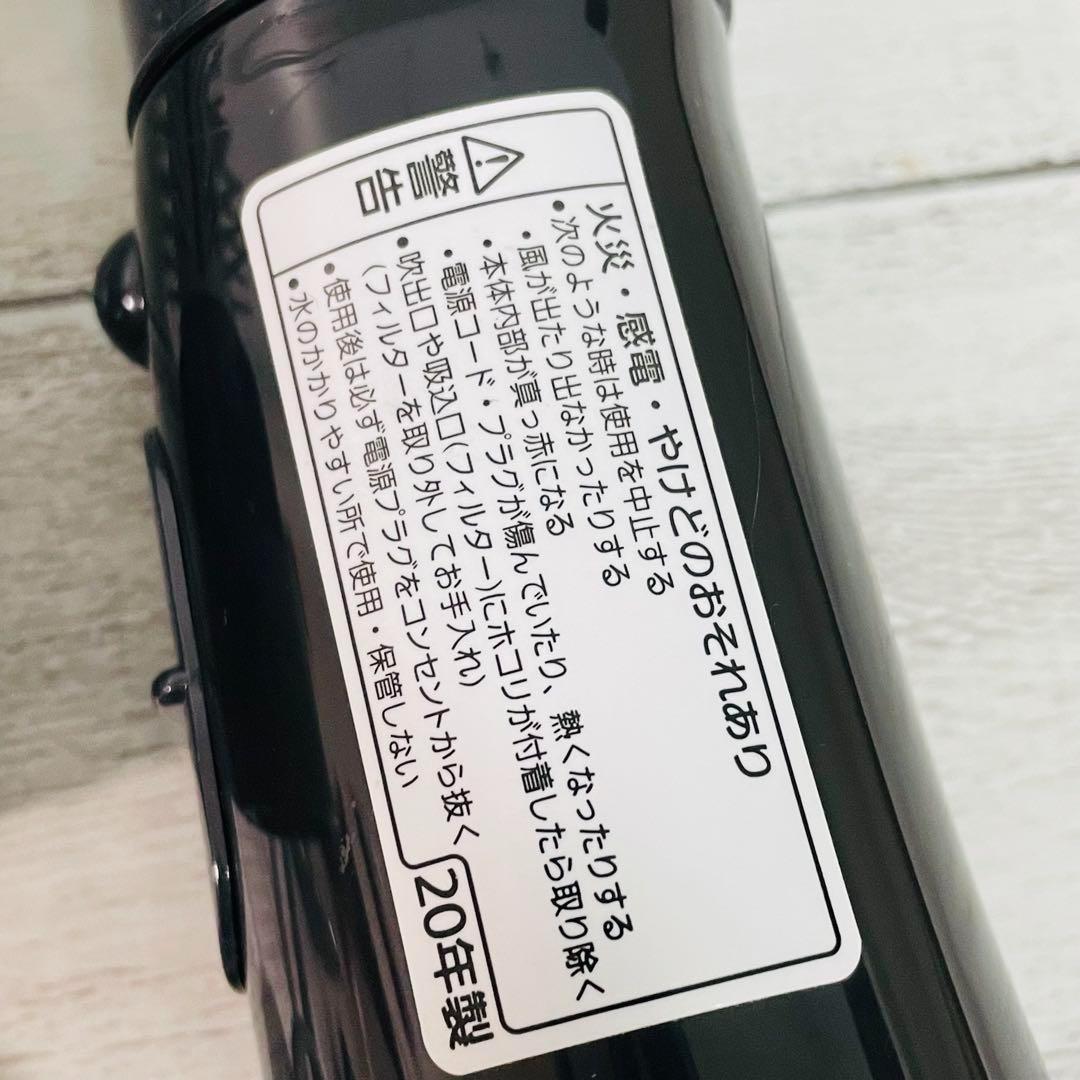 警告
火災・感電・やけどのおそれあり
•次のような時は使用を中止する
・風が出たり出なかったりする
・本体内部が真っ赤になる
・電源コード・プラグが傷んでいたり、熱くなったりする
•吹出口や吸込口(フィルター)にホコリが付着したら取り除く
(フィルターを取り外してお手入れ)
•使用後は必ず電源プラグをコンセントから抜く
•水のかかりやすい所で使用・保管しない
20年製